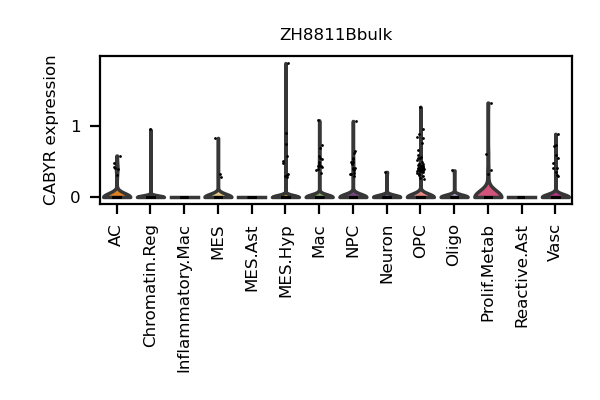 ZH8811Bbulk
CABYR expression
1
0
AC
Chromatin.Reg
Inflammatory.Mac
MES
MES.Ast
MES.Hyp
Mac
NPC
Neuron
OPC
Oligo
Prolif.Metab
Reactive.Ast
Vasc